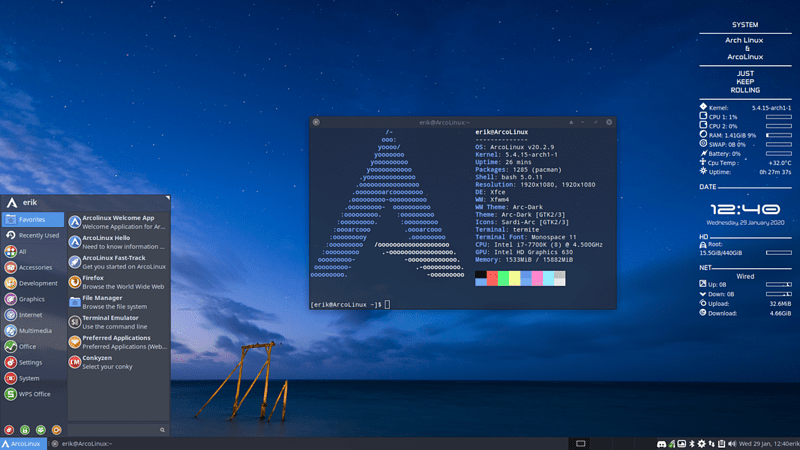 SYSTEM
Arch Linux
&
ArcoLinux
JUST
KEEP
ROLLING
Kernel: 5.4.15-arch1-1
CPU 1: 1%
CPU 2: 0%
RAM: 1.41GiB 9%
SWAP: 0B 0%
Battery: 0%
Cpu Temp : +32.0°C
Uptime: 0h 27m 37s
DATE
12:40
Wednesday, 29 January 2020
HD
Root:
15.5GiB/440GiB
NET
Wired
Up: 0B
Down: 0B
Upload: 32.6MiB
Download: 4.66GiB
erik@ArcoLinux:~
erik@ArcoLinux
--------------
OS: ArcoLinux v20.2.9
Kernel: 5.4.15-arch1-1
Uptime: 26 mins
Packages: 1285 (pacman)
Shell: bash 5.0.11
Resolution: 1920x1080, 1920x1080
DE: Xfce
WM: Xfwm4
WM Theme: Arc-Dark
Theme: Arc-Dark [GTK2/3]
Icons: Sardi-Arc [GTK2/3]
Terminal: termite
Terminal Font: Monospace 11
CPU: Intel i7-7700K (8) @ 4.500GHz
GPU: Intel HD Graphics 630
Memory: 1533MiB / 15882MiB
[erik@ArcoLinux ~]$
erik
Favorites
Recently Used
All
Accessories
Development
Graphics
Internet
Multimedia
Office
Settings
System
WPS Office
Arcolinux Welcome App
Welcome Application for Ar...
ArcoLinux Hello
Need to know information ...
ArcoLinux Fast-Track
Get you started on ArcoLinux
Firefox
Browse the World Wide Web
File Manager
Browse the file system
Terminal Emulator
Use the command line
Preferred Applications
Preferred Applications (Web...
Conkyzen
Select your conky
ArcoLinux
erik@ArcoLinux:~
Wed 29 Jan, 12:40
erik